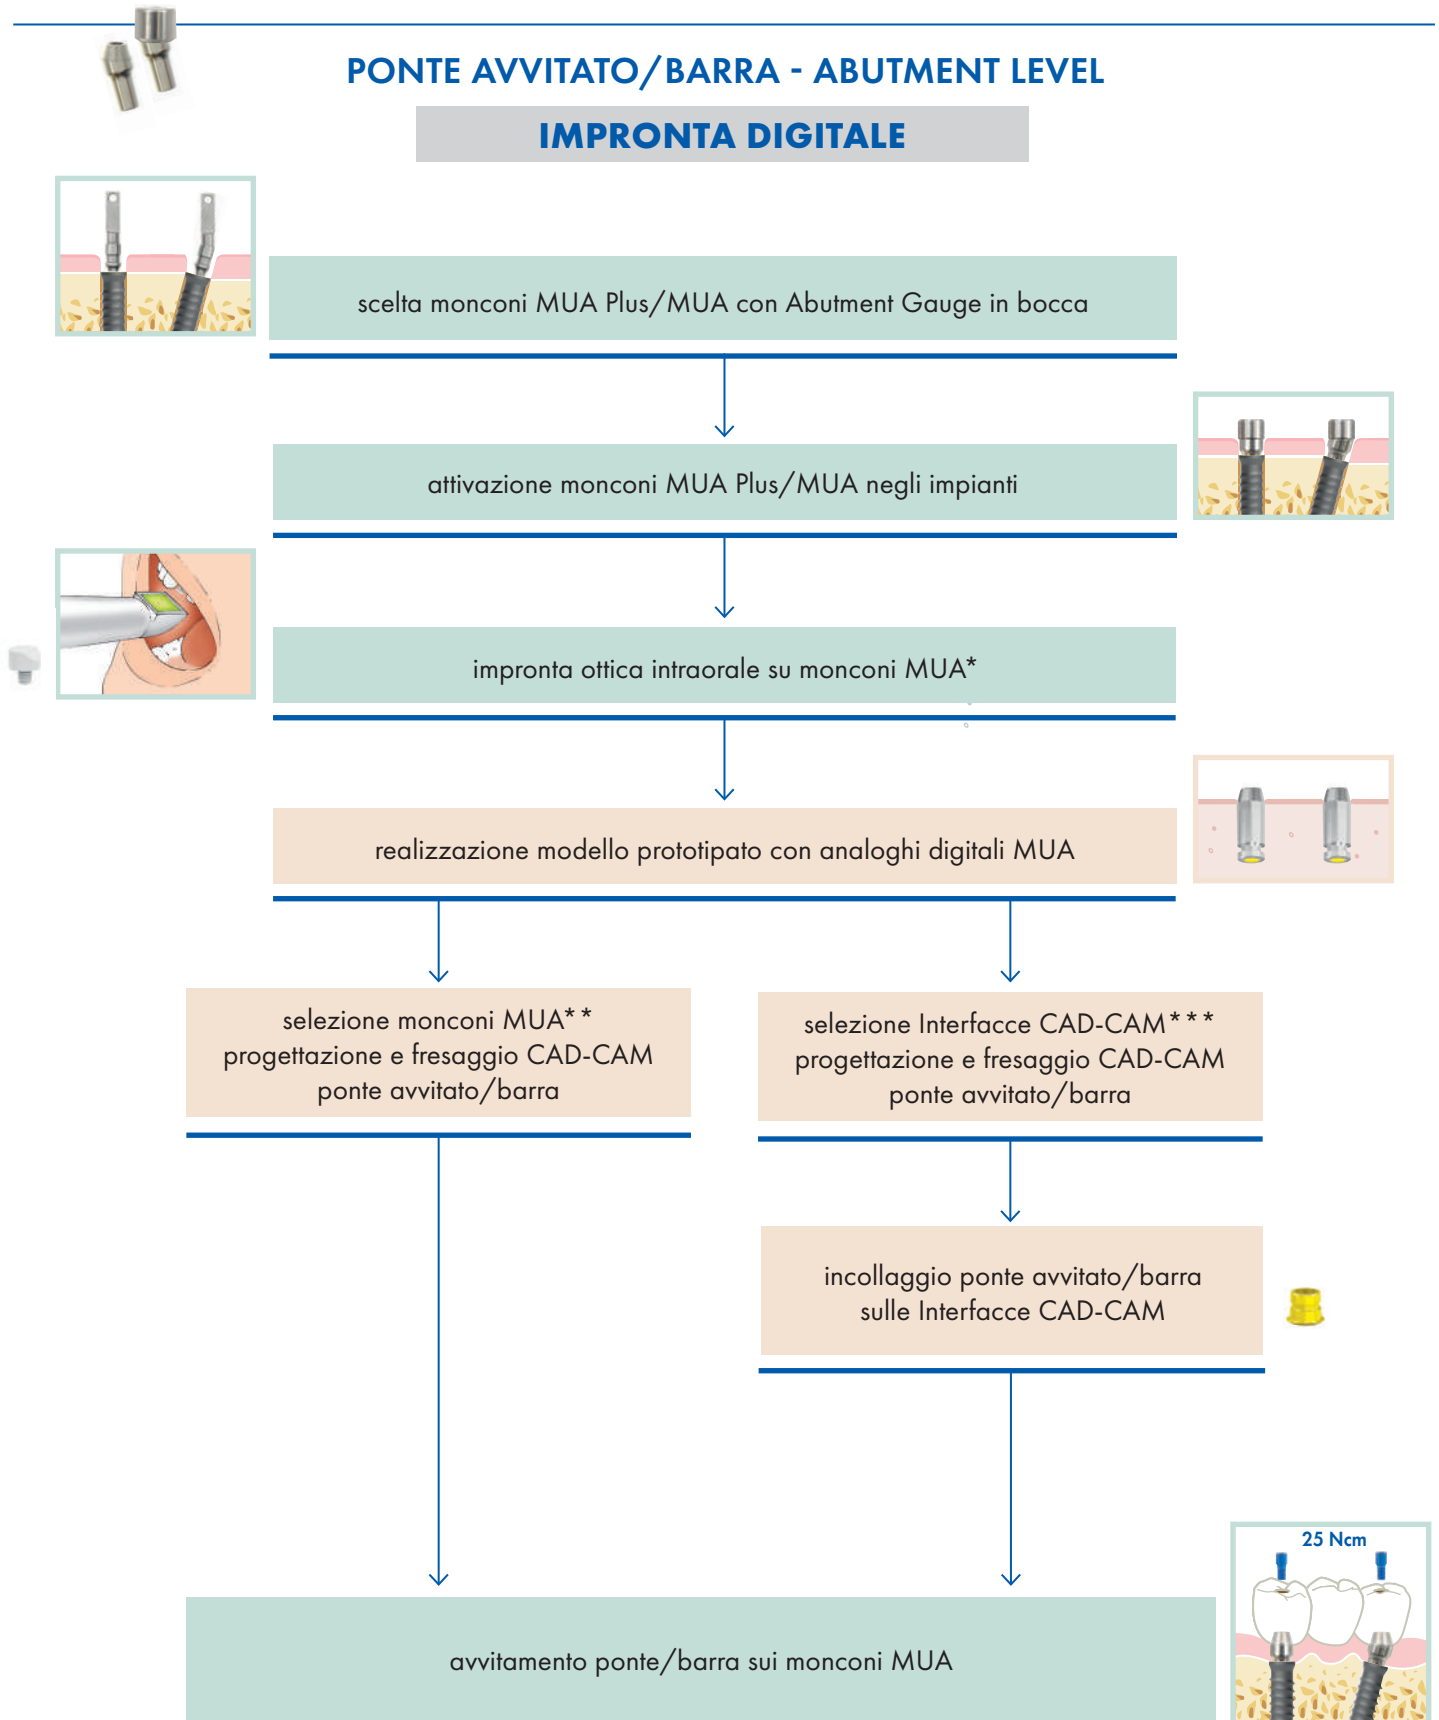 PONTE AVVITATO/BARRA - ABUTMENT LEVEL
IMPRONTA DIGITALE
scelta monconi MUA Plus/MUA con Abutment Gauge in bocca
attivazione monconi MUA Plus/MUA negli impianti
impronta ottica intraorale su monconi MUA*
realizzazione modello prototipato con analoghi digitali MUA
selezione monconi MUA**
progettazione e fresaggio CAD-CAM
ponte avvitato/barra
selezione Interfacce CAD-CAM***
progettazione e fresaggio CAD-CAM
ponte avvitato/barra
incollaggio ponte avvitato/barra
sulle Interfacce CAD-CAM
25 Ncm
avvitamento ponte/barra sui monconi MUA